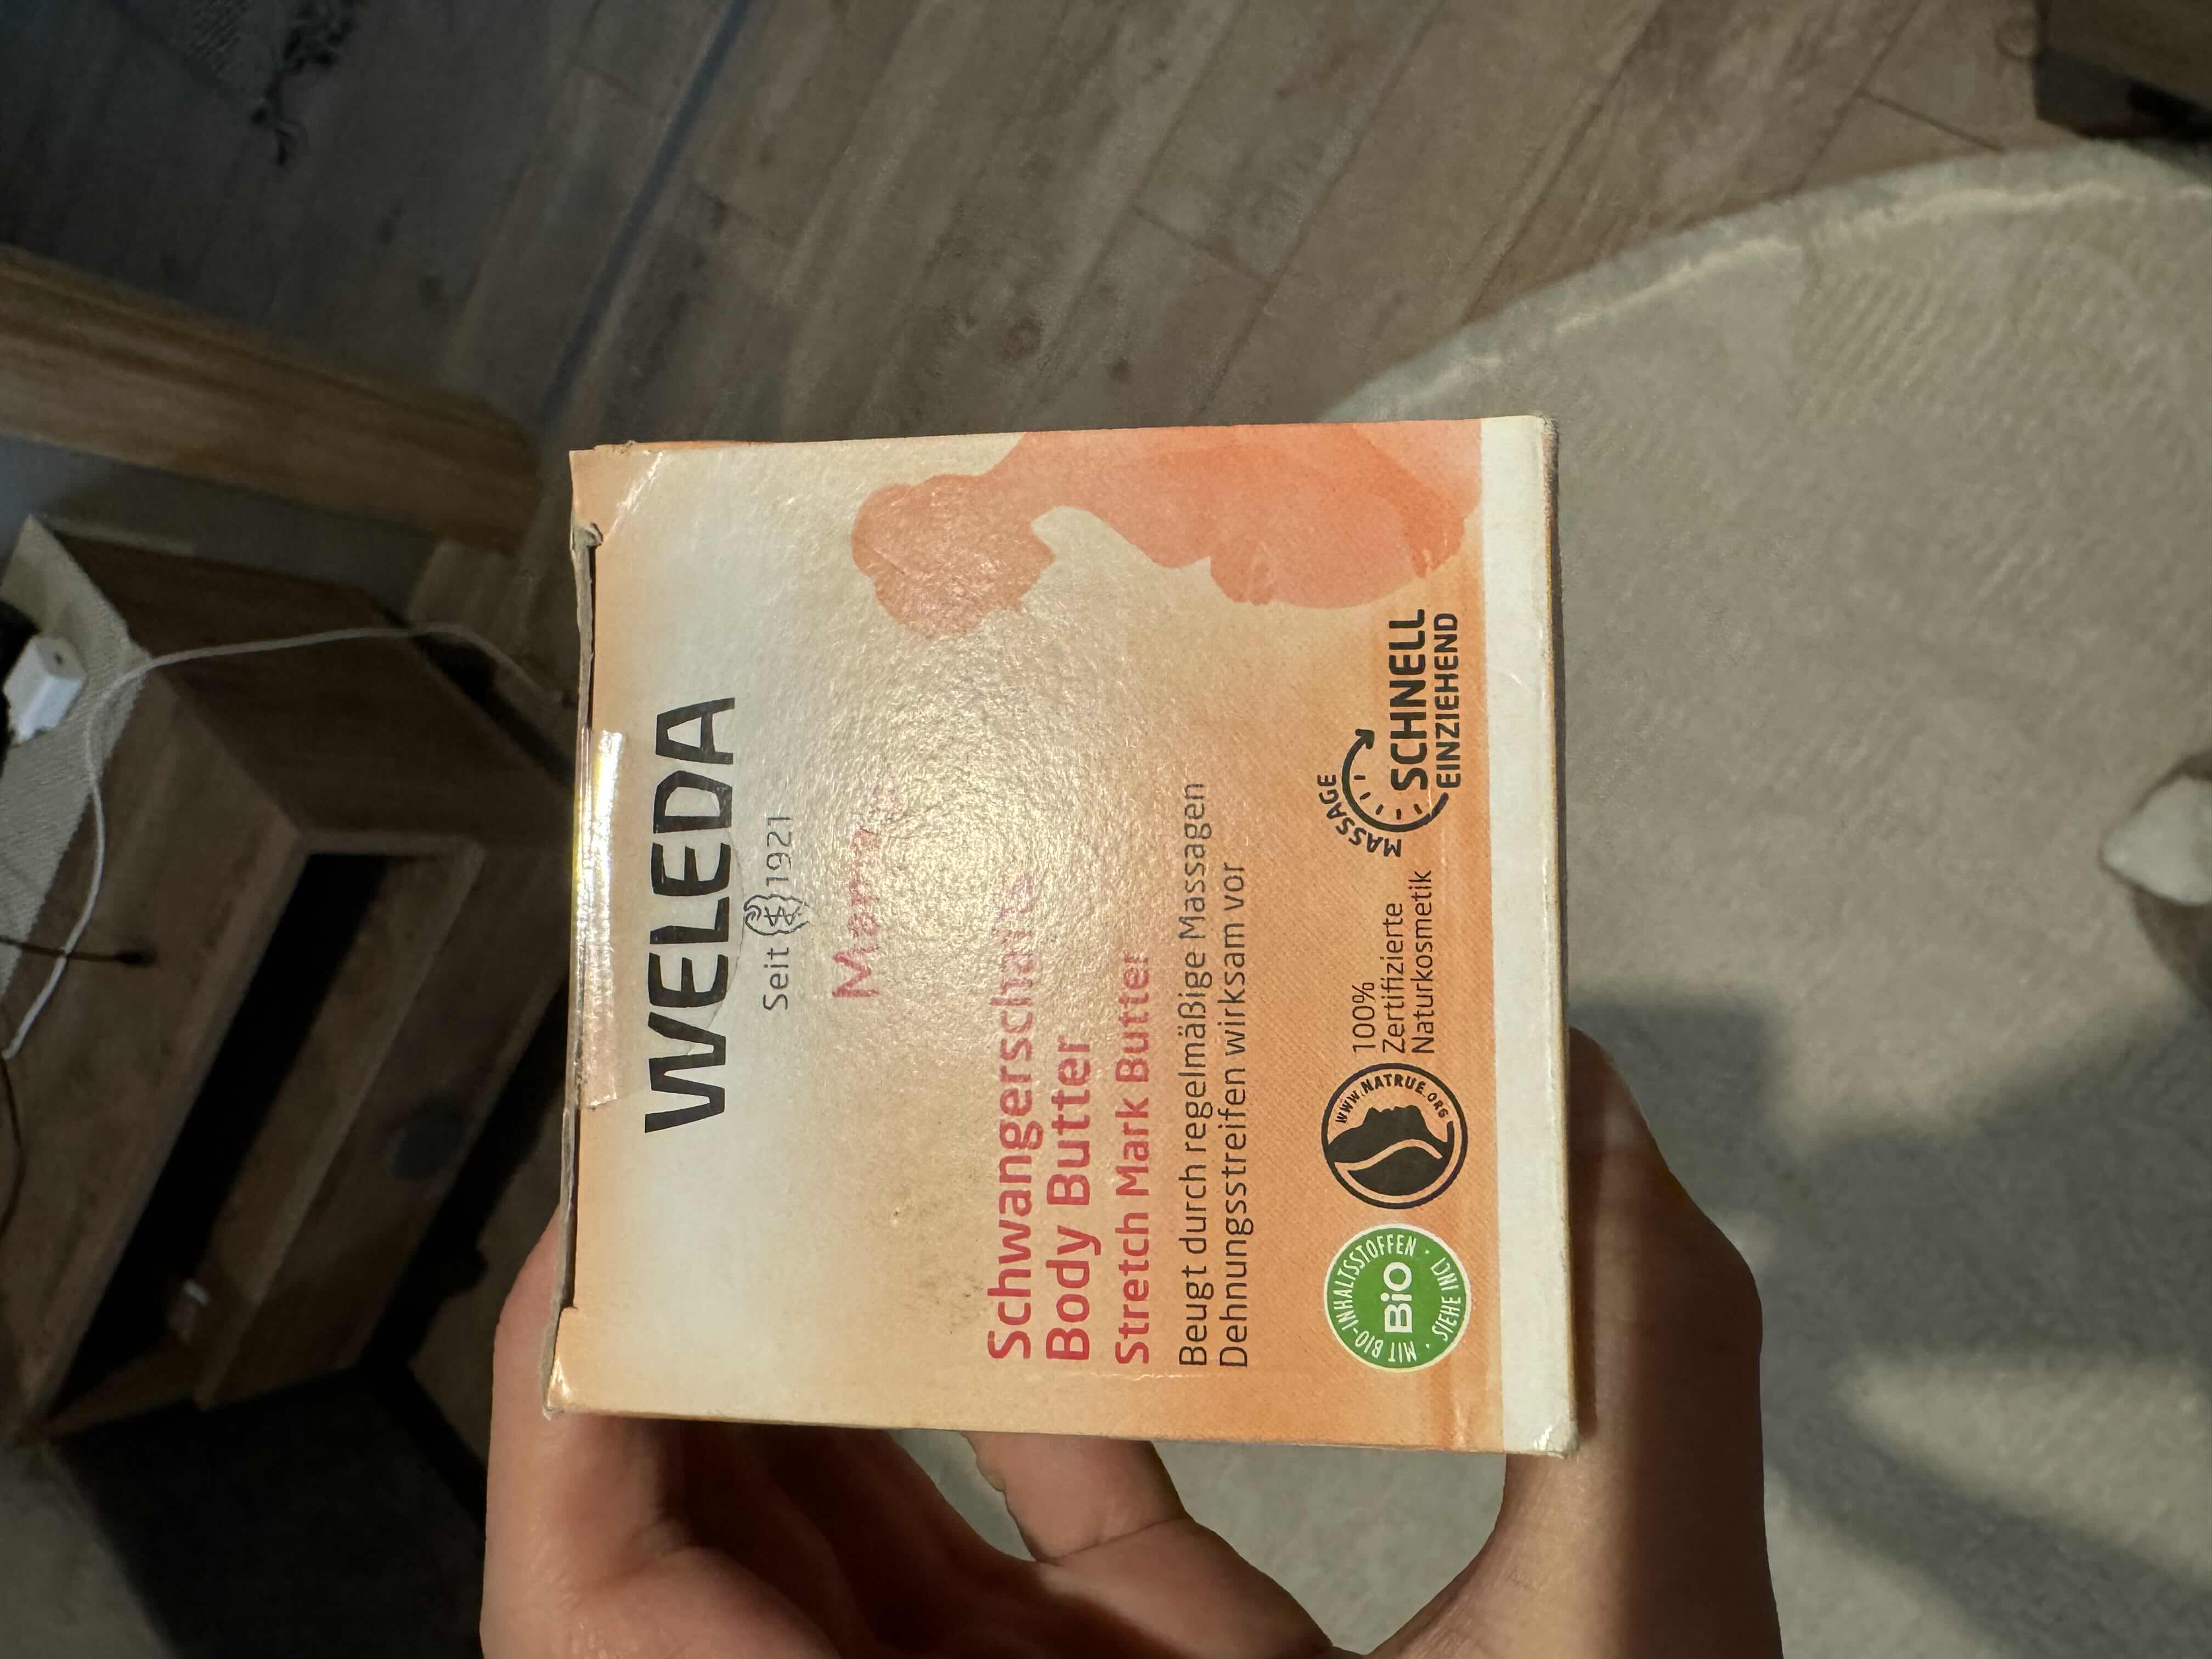 WELEDA
Seit 1921
Schwangerschafts
Body Butter
Stretch Mark Butter
Beugt durch regelmäßige Massagen
Dehnungsstreifen wirksam vor
MIT BIO-INHALTSSTOFFEN · SIEHE INCI ·
BiO
WWW.NATRUE.ORG
100%
Zertifizierte
Naturkosmetik
MASSAGE
SCHNELL
EINZIEHEND